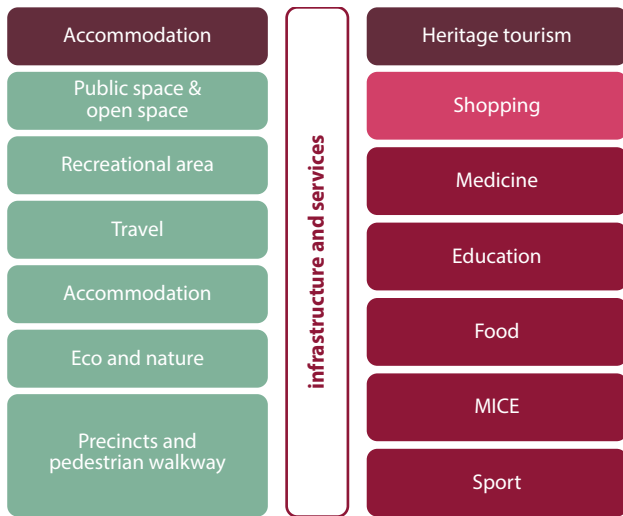 Accommodation
Public space &
open space
Recreational area
Travel
Accommodation
Eco and nature
Precincts and
pedestrian walkway
infrastructure and services
Heritage tourism
Shopping
Medicine
Education
Food
MICE
Sport